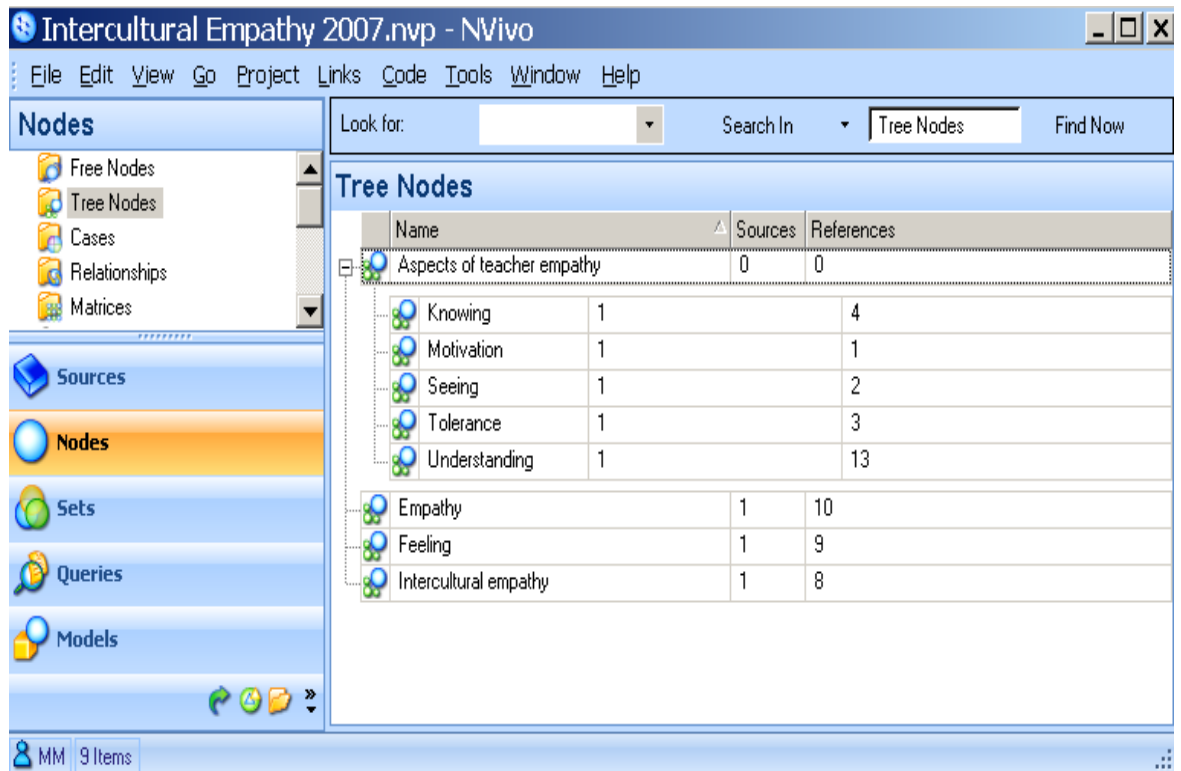 Intercultural Empathy 2007.nvp - NVivo
File Edit View Go Project Links Code Tools Window Help
Nodes
Look for: Search In Tree Nodes Find Now
Free Nodes
Tree Nodes
Cases
Relationships
Matrices
Sources
Nodes
Sets
Queries
Models
Tree Nodes
Name Sources References
Aspects of teacher empathy 0 0
Knowing 1 4
Motivation 1 1
Seeing 1 2
Tolerance 1 3
Understanding 1 13
Empathy 1 10
Feeling 1 9
Intercultural empathy 1 8
MM 9 Items